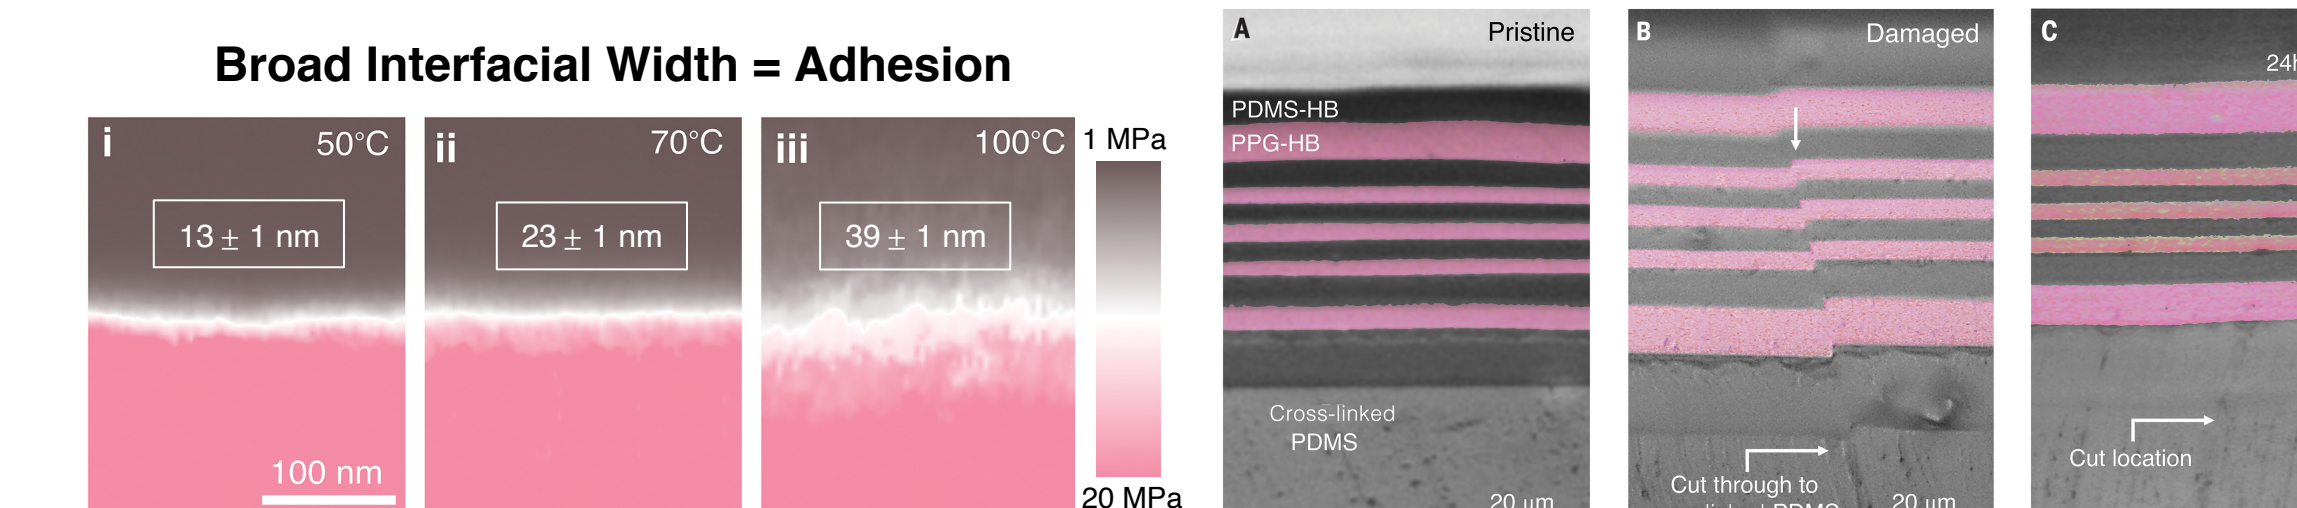 Broad Interfacial Width = Adhesion
i
50°C
13 ± 1 nm
100 nm
ii
70°C
23 ± 1 nm
iii
100°C
39 ± 1 nm
1 MPa
20 MPa
A
Pristine
PDMS-HB
PPG-HB
Cross-linked
PDMS
20 µm
B
Damaged
Cut through to
PDMS
20 µm
C
24h
Cut location